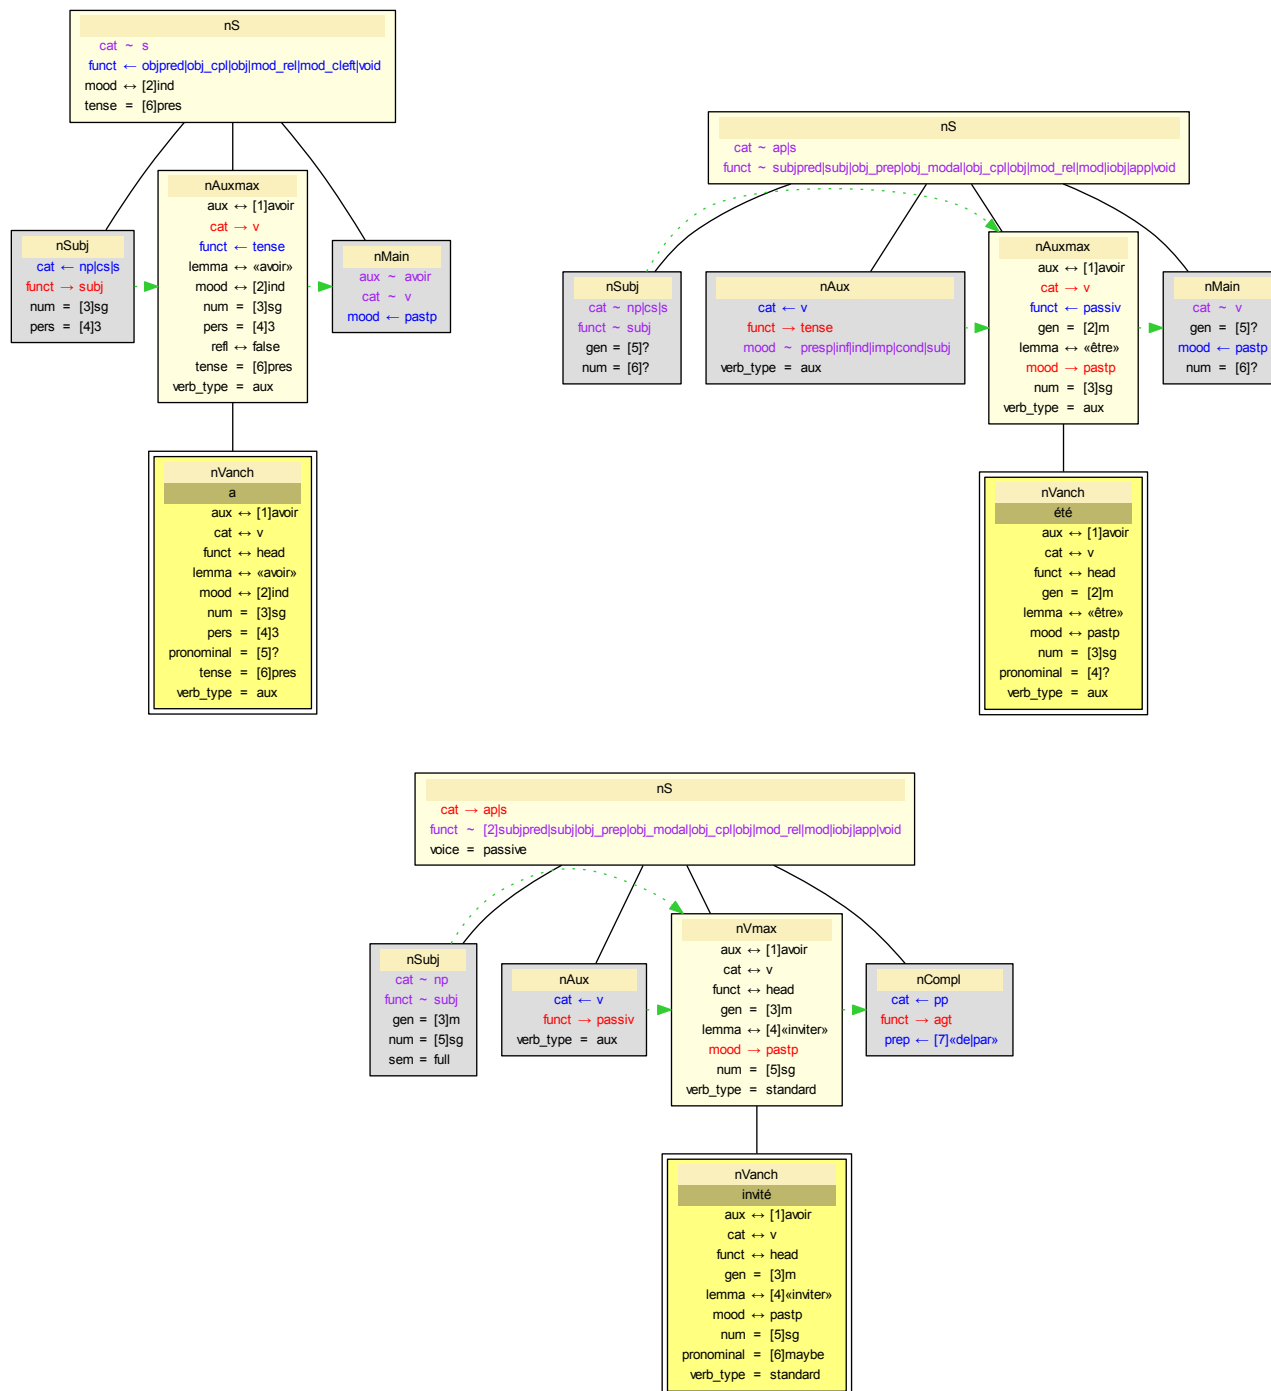 nS
cat ~ s
funct ← objpred|obj_cpl|obj|mod_rel|mod_cleft|void
mood ↔ [2]ind
tense = [6]pres
nSubj
cat ← np|cs|s
funct → subj
num = [3]sg
pers = [4]3
nAuxmax
aux ↔ [1]avoir
cat → v
funct ← tense
lemma ↔ «avoir»
mood ↔ [2]ind
num = [3]sg
pers = [4]3
refl ↔ false
tense = [6]pres
verb_type = aux
nMain
aux ~ avoir
cat ~ v
mood ← pastp
nVanch
a
aux ↔ [1]avoir
cat ↔ v
funct ↔ head
lemma ↔ «avoir»
mood ↔ [2]ind
num = [3]sg
pers = [4]3
pronominal = [5]?
tense = [6]pres
verb_type = aux
nS
cat ~ ap|s
funct ~ subjpred|subj|obj_prep|obj_modal|obj_cpl|obj|mod_rel|mod|iobj|app|void
nSubj
cat ~ np|cs|s
funct ~ subj
gen = [5]?
num = [6]?
nAux
cat ← v
funct → tense
mood ~ presp|inf|ind|imp|cond|subj
verb_type = aux
nAuxmax
aux ↔ [1]avoir
cat → v
funct ← passiv
gen = [2]m
lemma ↔ «être»
mood → pastp
num = [3]sg
verb_type = aux
nMain
cat ~ v
gen = [5]?
mood ← pastp
num = [6]?
nVanch
été
aux ↔ [1]avoir
cat ↔ v
funct ↔ head
gen = [2]m
lemma ↔ «être»
mood ↔ pastp
num = [3]sg
pronominal = [4]?
verb_type = aux
nS
cat → ap|s
funct ~ [2]subjpred|subj|obj_prep|obj_modal|obj_cpl|obj|mod_rel|mod|iobj|app|void
voice = passive
nSubj
cat ~ np
funct ~ subj
gen = [3]m
num = [5]sg
sem = full
nAux
cat ← v
funct → passiv
verb_type = aux
nVmax
aux ↔ [1]avoir
cat ↔ v
funct ↔ head
gen = [3]m
lemma ↔ [4]«inviter»
mood → pastp
num = [5]sg
verb_type = standard
nCompl
cat ← pp
funct → agt
prep ← [7]«de|par»
nVanch
invité
aux ↔ [1]avoir
cat ↔ v
funct ↔ head
gen = [3]m
lemma ↔ [4]«inviter»
mood ↔ pastp
num = [5]sg
pronominal = [6]maybe
verb_type = standard